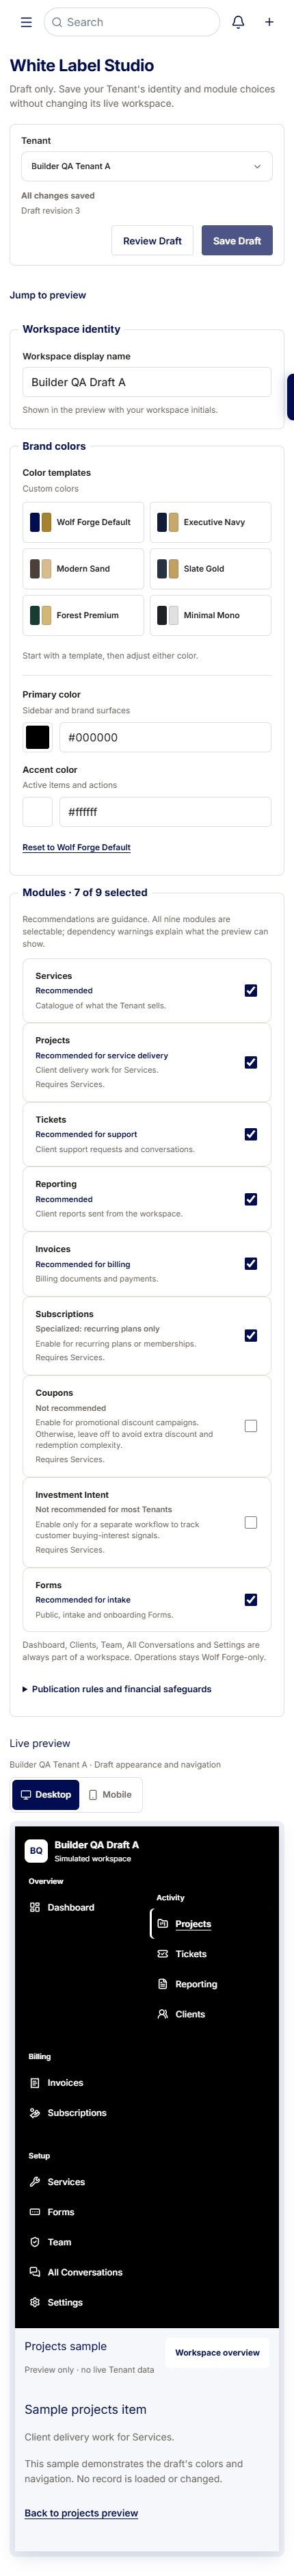 Search
White Label Studio
Draft only. Save your Tenant's identity and module choices
without changing its live workspace.
Tenant
Builder QA Tenant A
All changes saved
Draft revision 3
Review Draft
Save Draft
Jump to preview
Workspace identity
Workspace display name
Builder QA Draft A
Shown in the preview with your workspace initials.
Brand colors
Color templates
Custom colors
Wolf Forge Default
Executive Navy
Modern Sand
Slate Gold
Forest Premium
Minimal Mono
Start with a template, then adjust either color.
Primary color
Sidebar and brand surfaces
#000000
Accent color
Active items and actions
#ffffff
Reset to Wolf Forge Default
Modules · 7 of 9 selected
Recommendations are guidance. All nine modules are
selectable; dependency warnings explain what the preview can
show.
Services
Recommended
Catalogue of what the Tenant sells.
Projects
Recommended for service delivery
Client delivery work for Services.
Requires Services.
Tickets
Recommended for support
Client support requests and conversations.
Reporting
Recommended
Client reports sent from the workspace.
Invoices
Recommended for billing
Billing documents and payments.
Subscriptions
Specialized: recurring plans only
Enable for recurring plans or memberships.
Requires Services.
Coupons
Not recommended
Enable for promotional discount campaigns.
Otherwise, leave off to avoid extra discount and
redemption complexity.
Requires Services.
Investment Intent
Not recommended for most Tenants
Enable only for a separate workflow to track
customer buying-interest signals.
Requires Services.
Forms
Recommended for intake
Public, intake and onboarding Forms.
Dashboard, Clients, Team, All Conversations and Settings are
always part of a workspace. Operations stays Wolf Forge-only.
Publication rules and financial safeguards
Live preview
Builder QA Tenant A · Draft appearance and navigation
Desktop
Mobile
BQ
Builder QA Draft A
Simulated workspace
Overview
Dashboard
Activity
Projects
Tickets
Reporting
Clients
Billing
Invoices
Subscriptions
Setup
Services
Forms
Team
All Conversations
Settings
Projects sample
Preview only · no live Tenant data
Workspace overview
Sample projects item
Client delivery work for Services.
This sample demonstrates the draft's colors and
navigation. No record is loaded or changed.
Back to projects preview